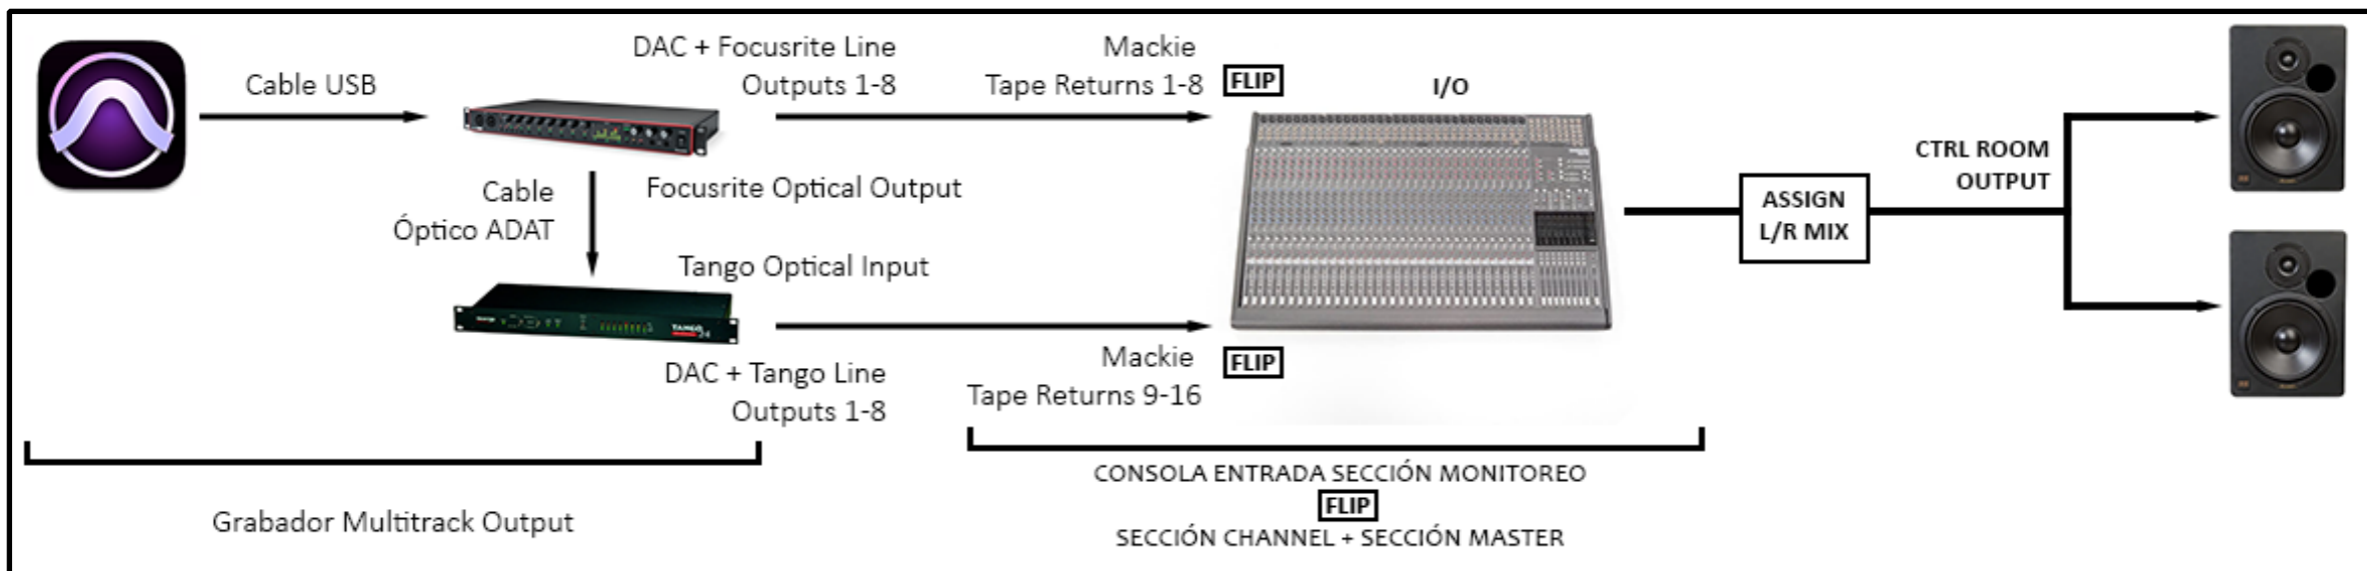 Cable USB
DAC + Focusrite Line
Outputs 1-8
Mackie
Tape Returns 1-8
FLIP
I/O
Cable
Óptico ADAT
Focusrite Optical Output
Tango Optical Input
TANGO
24
DAC + Tango Line
Outputs 1-8
Mackie
Tape Returns 9-16
FLIP
ASSIGN
L/R MIX
CTRL ROOM
OUTPUT
Grabador Multitrack Output
CONSOLA ENTRADA SECCIÓN MONITOREO
FLIP
SECCIÓN CHANNEL + SECCIÓN MASTER